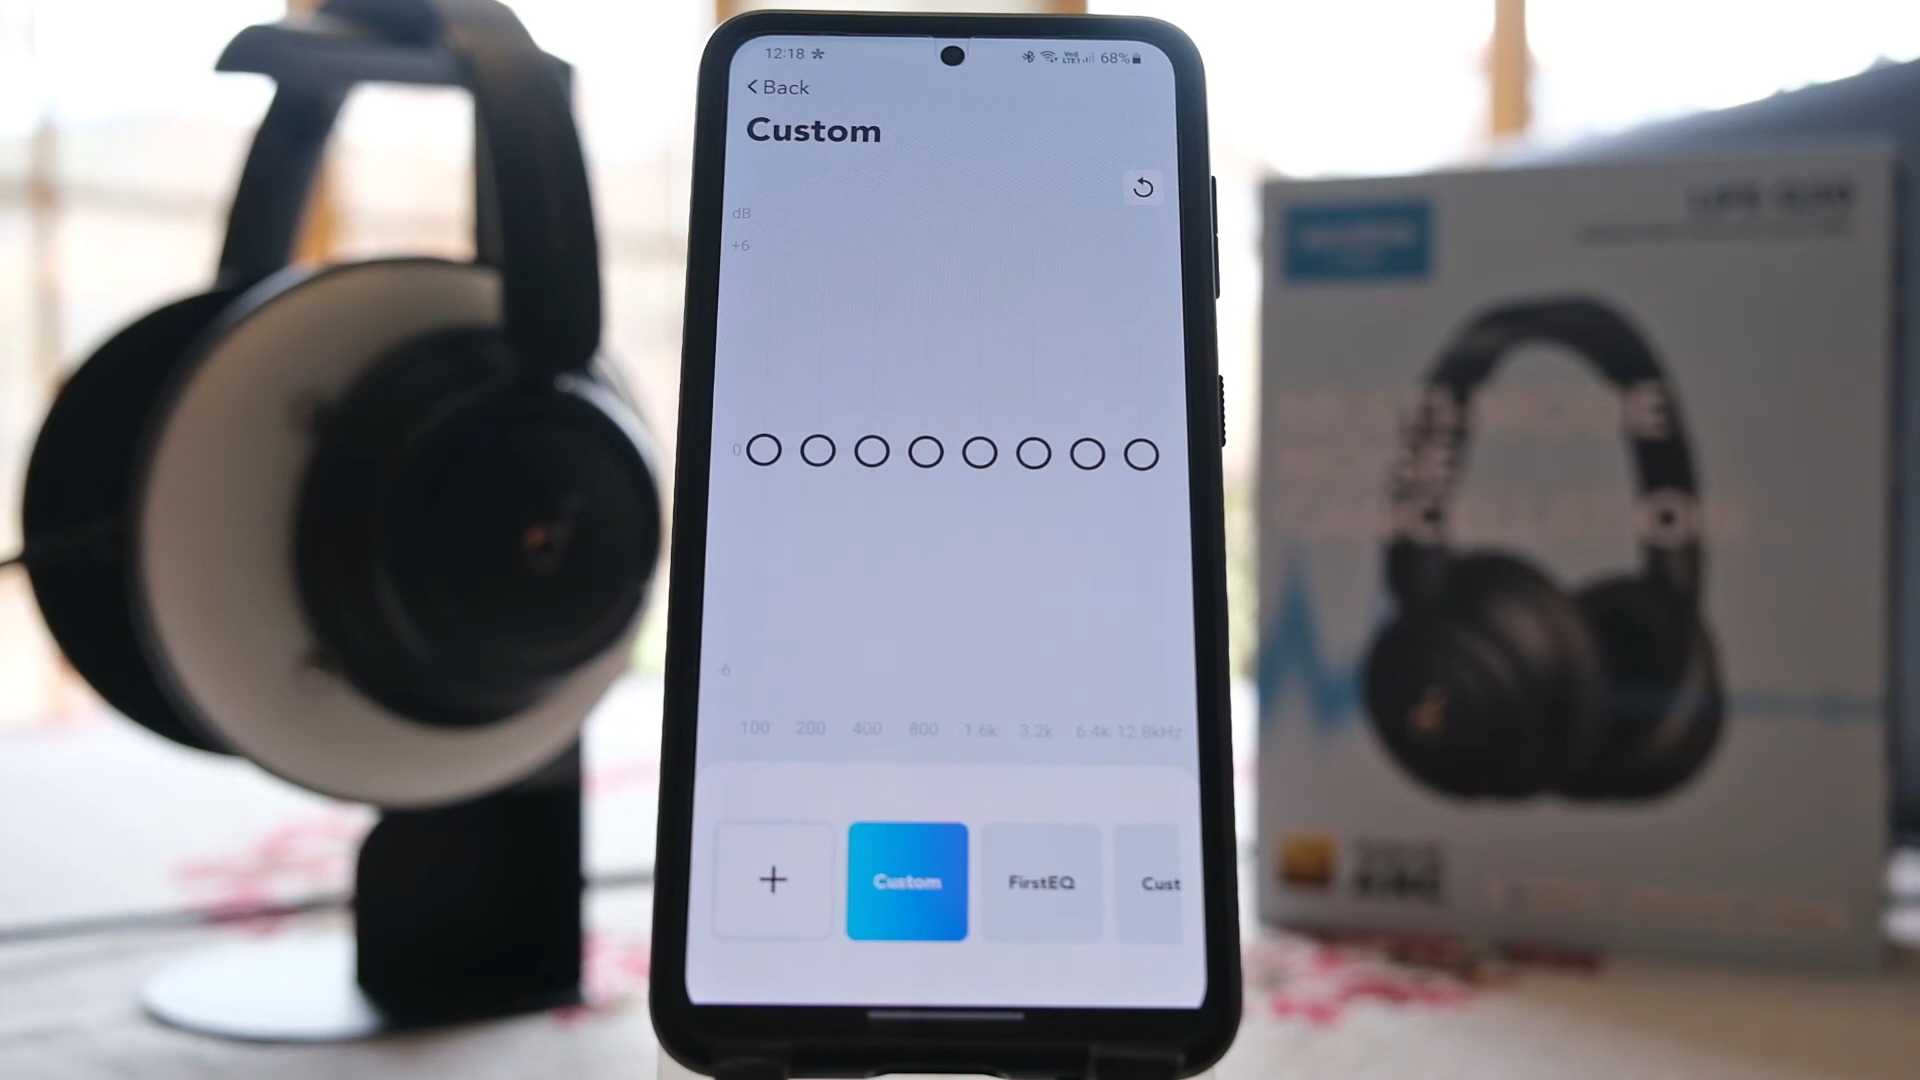 12:18 68%
Back
Custom
dB
+6
0
-6
100 200 400 800 1.6k 3.2k 6.4k 12.8kHz
+ Custom FirstEQ Cust